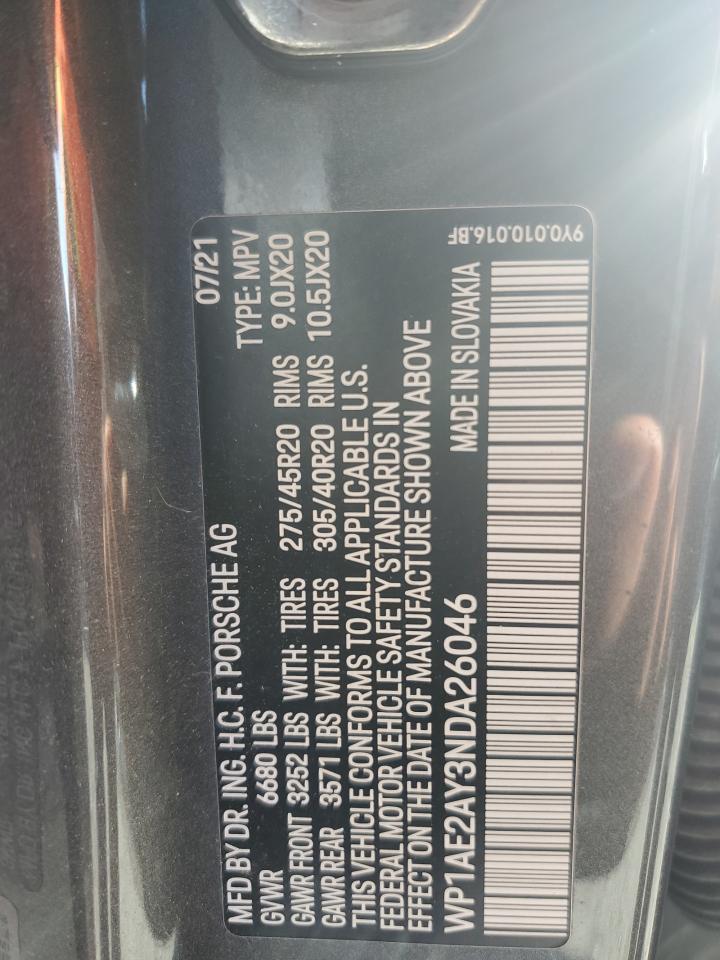 MFD BY DR. ING. H.C. F. PORSCHE AG 07/21
GVWR 6680 LBS TYPE: MPV
GAWR FRONT 3252 LBS WITH: TIRES 275/45R20 RIMS 9.0JX20
GAWR REAR 3571 LBS WITH: TIRES 305/40R20 RIMS 10.5JX20
THIS VEHICLE CONFORMS TO ALL APPLICABLE U.S.
FEDERAL MOTOR VEHICLE SAFETY STANDARDS IN
EFFECT ON THE DATE OF MANUFACTURE SHOWN ABOVE
WP1AE2AY3NDA26046 MADE IN SLOVAKIA
9Y0.010.016.BF